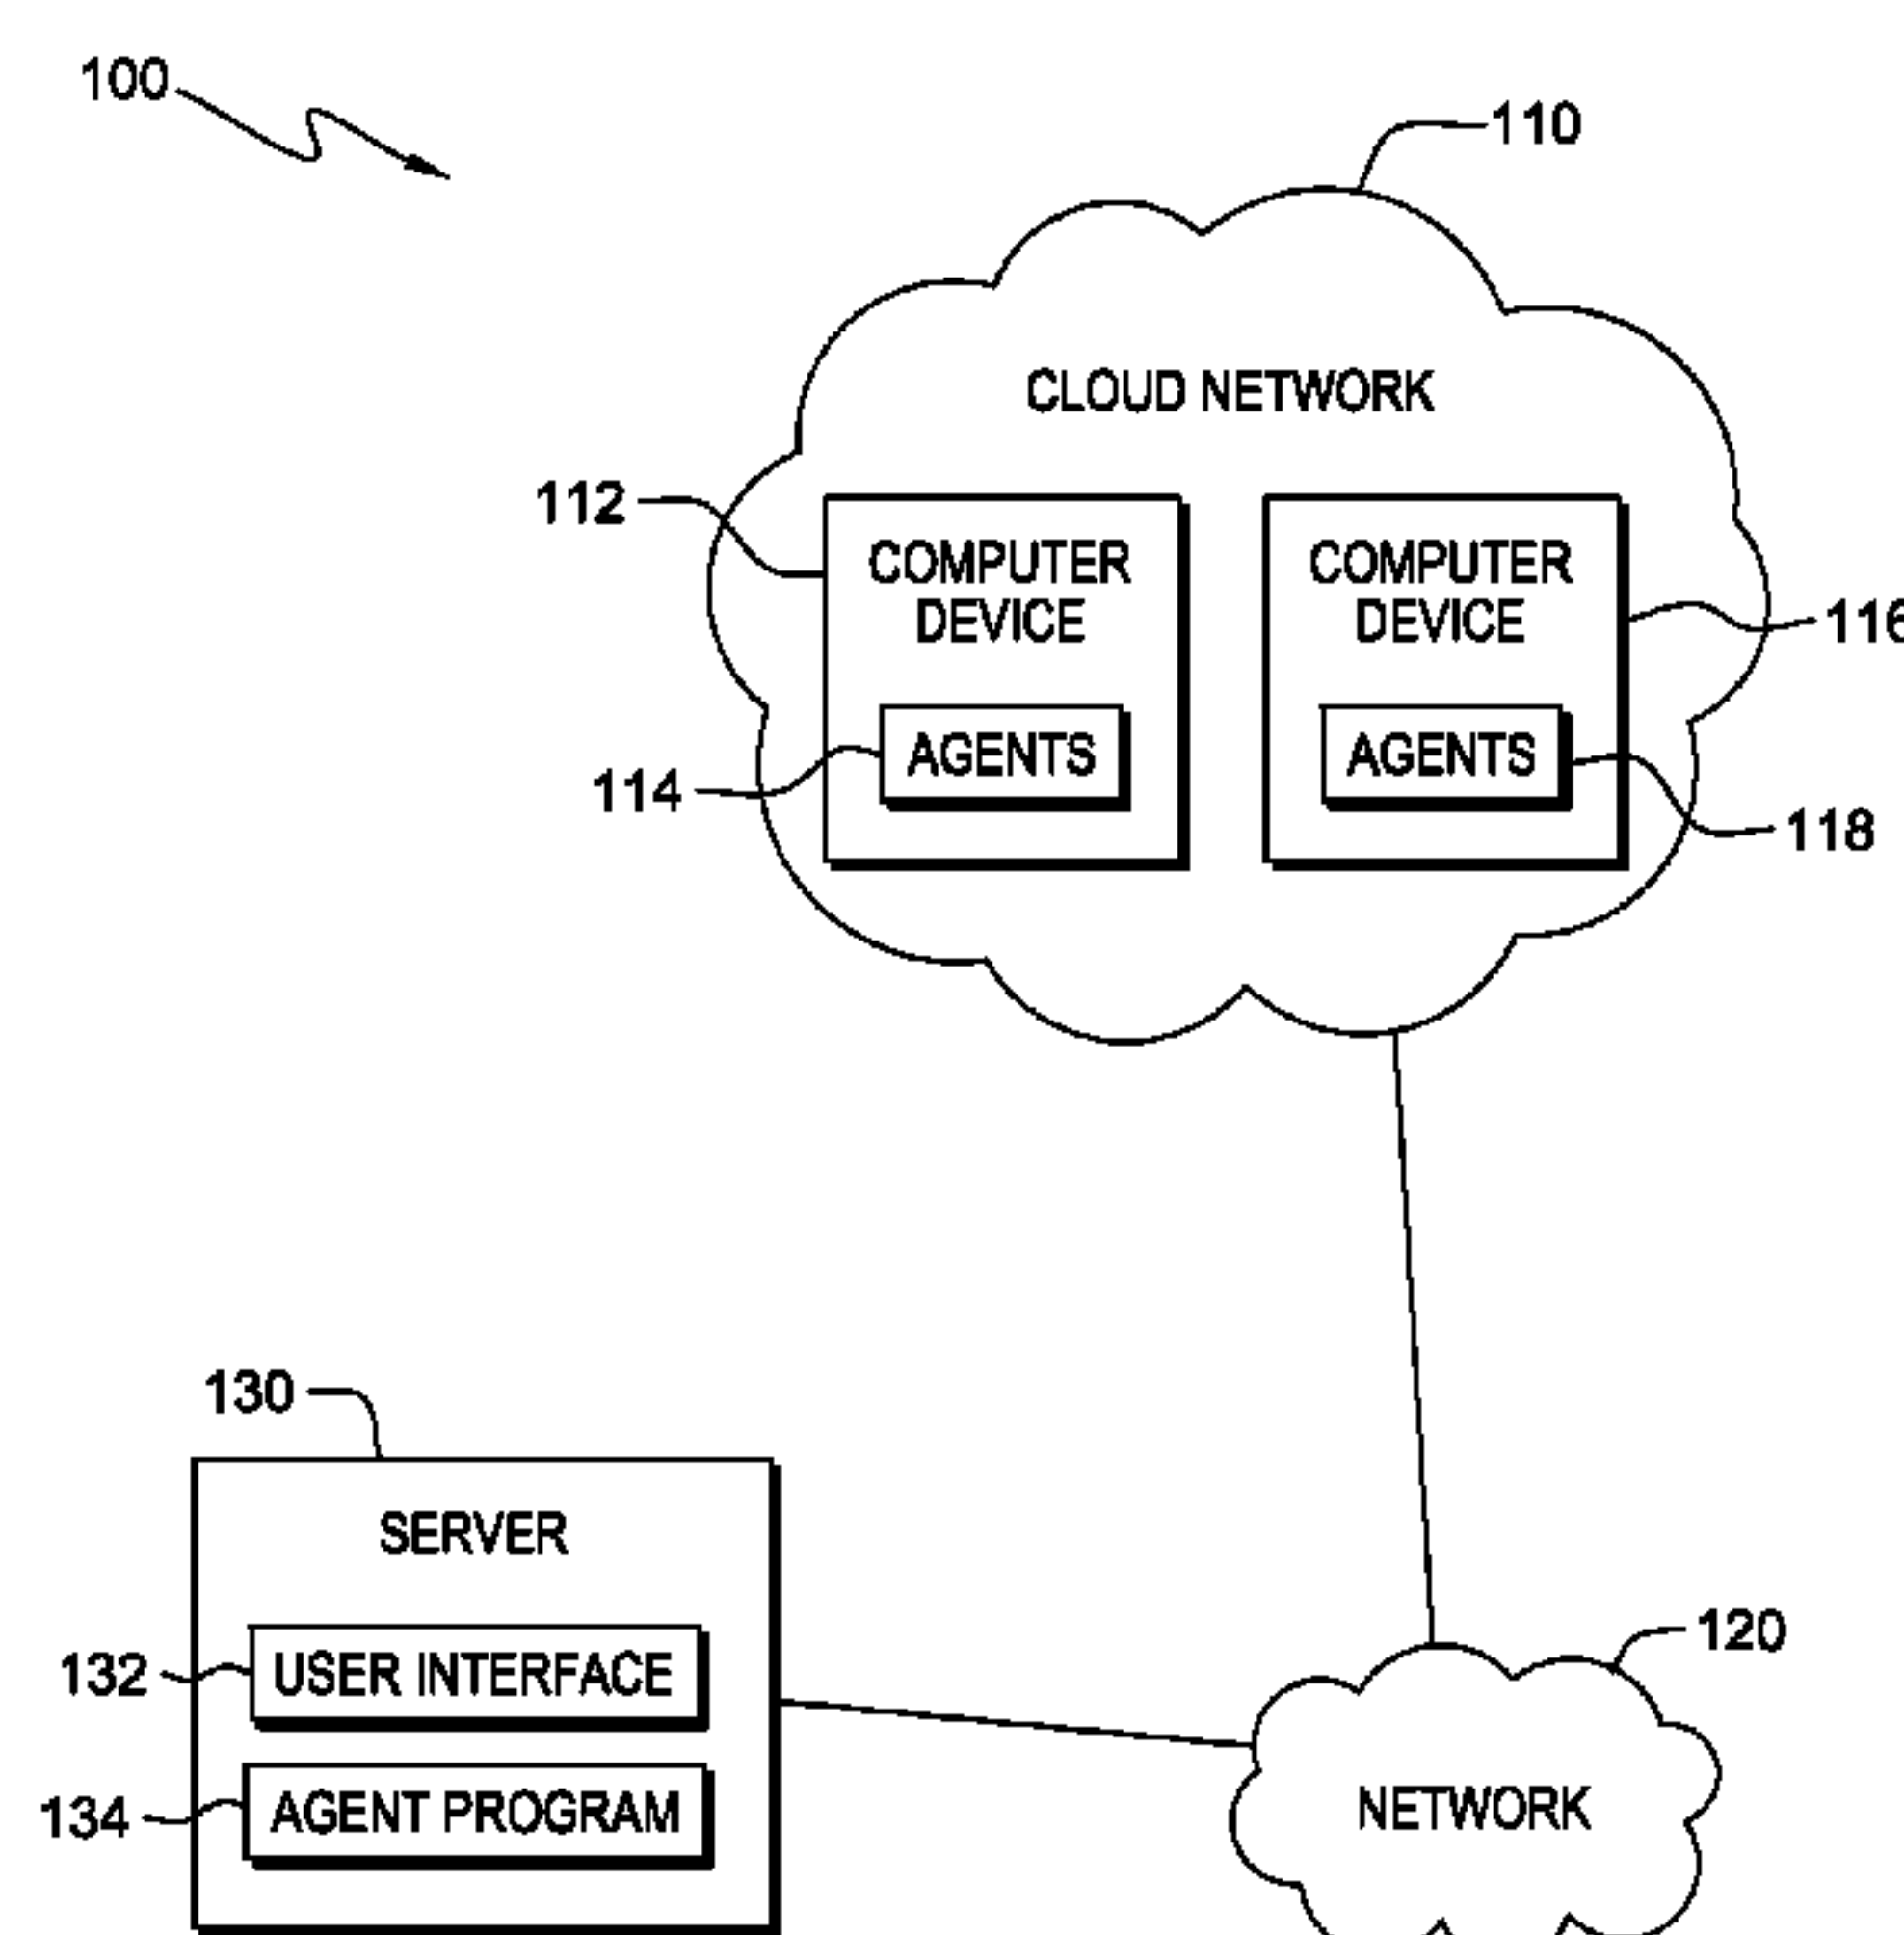 100
110
CLOUD NETWORK
112
COMPUTER
DEVICE
COMPUTER
DEVICE
116
AGENTS
AGENTS
114
118
130
SERVER
120
132
USER INTERFACE
134
AGENT PROGRAM
NETWORK